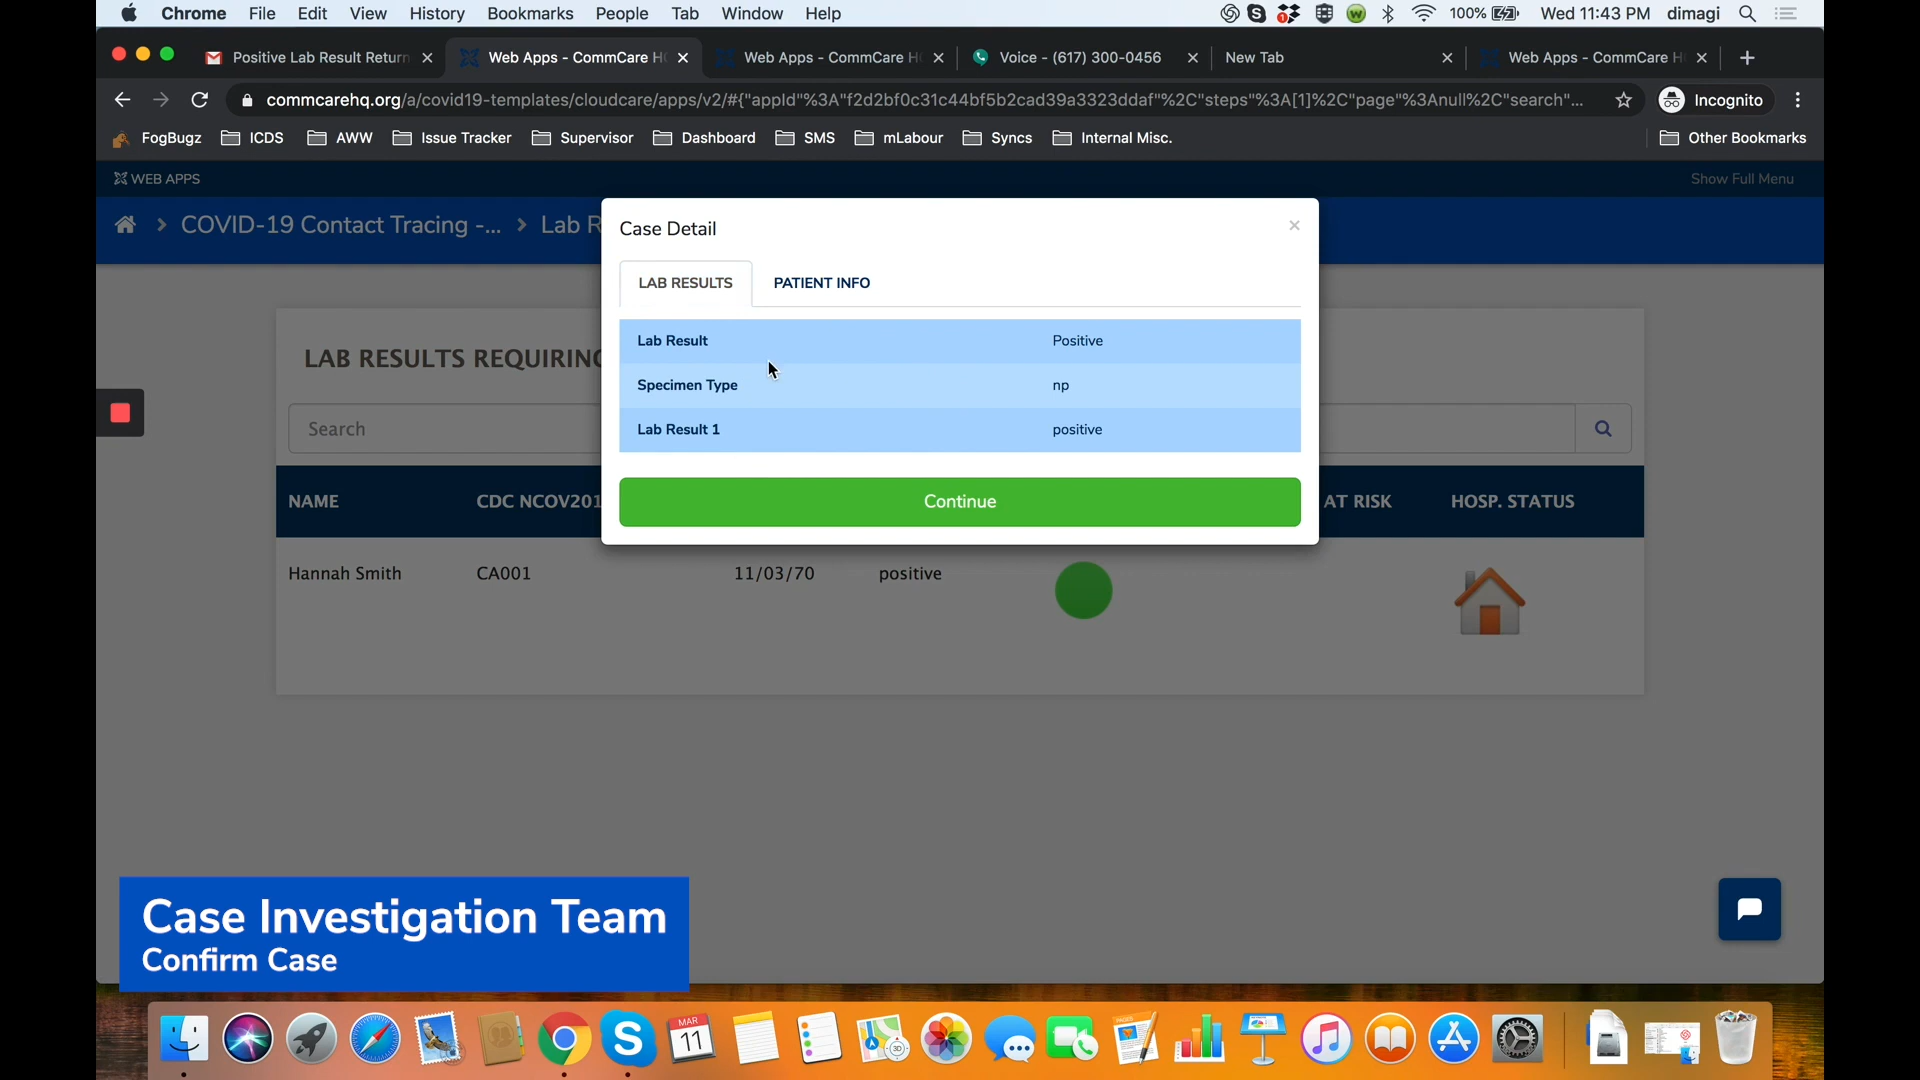 Chrome File Edit View History Bookmarks People Tab Window Help 100% Wed 11:43 PM dimagi
Positive Lab Result Return Web Apps - CommCare H Web Apps - CommCare H Voice - (617) 300-0456 New Tab Web Apps - CommCare H
commcarehq.org/a/covid19-templates/cloudcare/apps/v2/#{"appId"%3A"f2d2bf0c31c44bf5b2cad39a3323ddaf"%2C"steps"%3A[1]%2C"page"%3Anull%2C"search"... Incognito
FogBugz ICDS AWW Issue Tracker Supervisor Dashboard SMS mLabour Syncs Internal Misc. Other Bookmarks
WEB APPS Show Full Menu
COVID-19 Contact Tracing -... > Lab R
Case Detail ×
LAB RESULTS PATIENT INFO
Lab Result Positive
Specimen Type np
Lab Result 1 positive
Continue
LAB RESULTS REQUIRING
Search
NAME CDC NCOV201 AT RISK HOSP. STATUS
Hannah Smith CA001 11/03/70 positive
Case Investigation Team
Confirm Case
MAR
11
3D